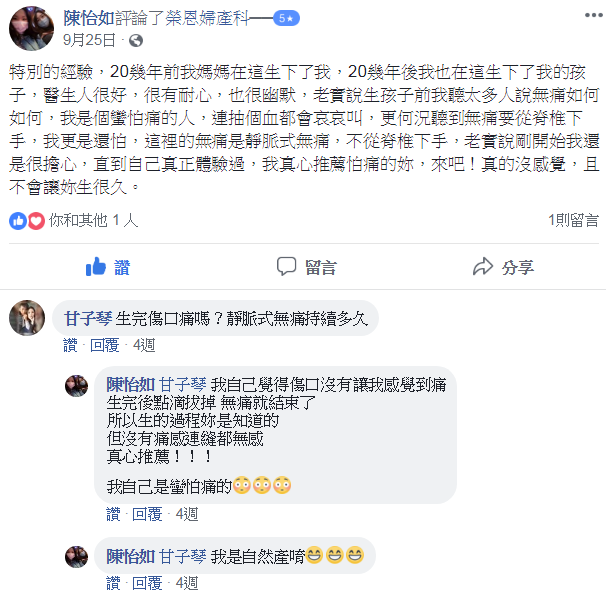 陳怡如評論了榮恩婦產科——5★
9月25日 ·
特別的經驗，20幾年前我媽媽在這生下了我，20幾年後我也在這生下了我的孩
子，醫生人很好，很有耐心，也很幽默，老實說生孩子前我聽太多人說無痛如何
如何，我是個蠻怕痛的人，連抽個血都會哀哀叫，更何況聽到無痛要從脊椎下
手，我更是還怕，這裡的無痛是靜脈式無痛，不從脊椎下手，老實說剛開始我還
是很擔心，直到自己真正體驗過，我真心推薦怕痛的妳，來吧！真的沒感覺，且
不會讓妳生很久。
你和其他 1 人
1則留言
讚
留言
分享
甘子琴 生完傷口痛嗎？靜脈式無痛持續多久
讚 · 回覆 · 4週
陳怡如 甘子琴 我自己覺得傷口沒有讓我感覺到痛
生完後點滴拔掉 無痛就結束了
所以生的過程妳是知道的
但沒有痛感連縫都無感
真心推薦！！！
我自己是蠻怕痛的😳😳😳
讚 · 回覆 · 4週
陳怡如 甘子琴 我是自然產唷😁😁😁
讚 · 回覆 · 4週